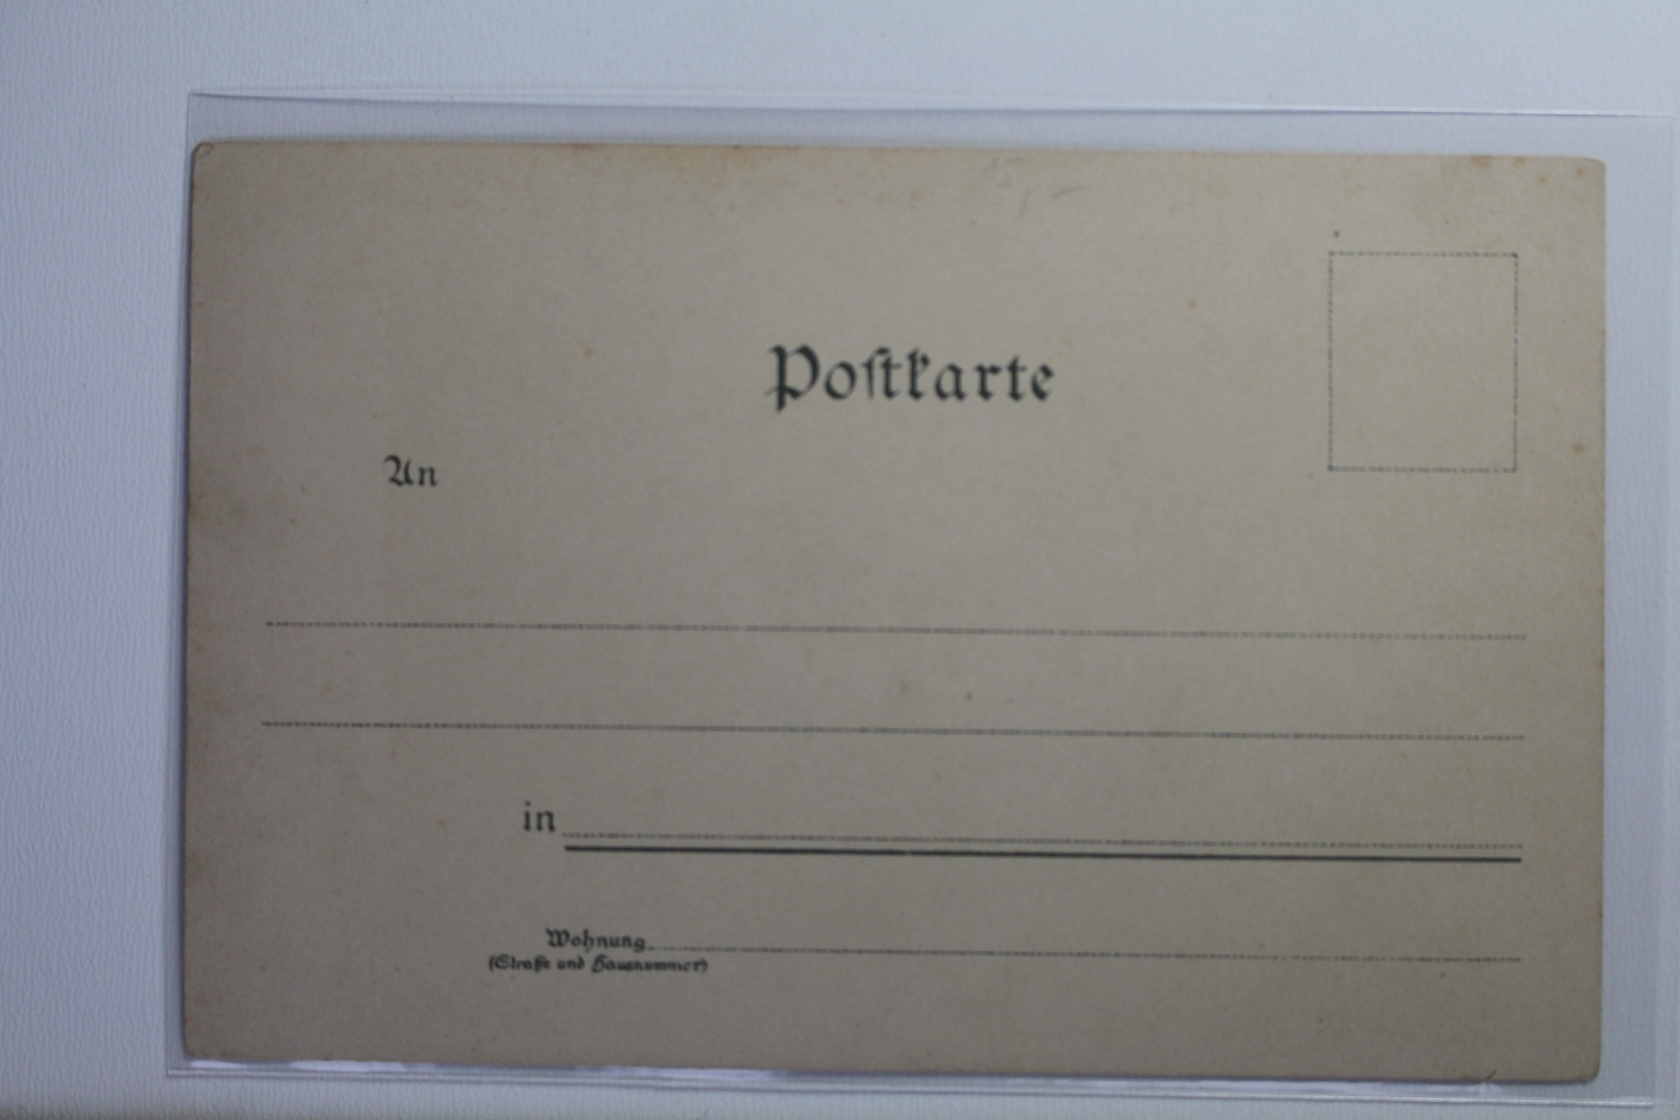 Poſtkarte
An
in
Wohnung
(Straße und Hausnummer)